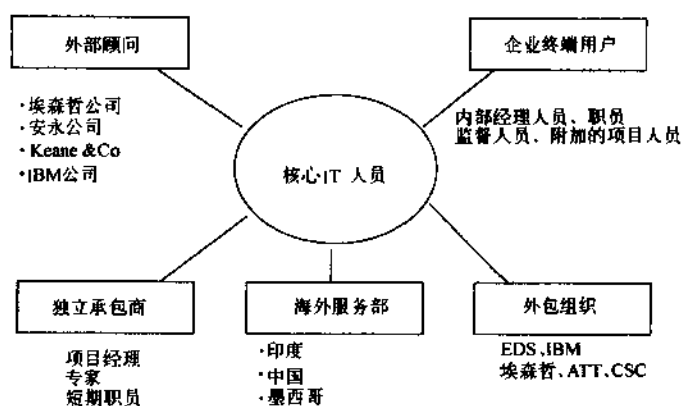 外部顾问
企业终端用户
·埃森哲公司
·安永公司
·Keane &Co
·IBM公司
内部经理人员、职员
监督人员、附加的项目人员
核心IT 人员
独立承包商
海外服务部
外包组织
项目经理
专家
短期职员
·印度
·中国
·墨西哥
EDS、IBM
埃森哲、ATT、CSC